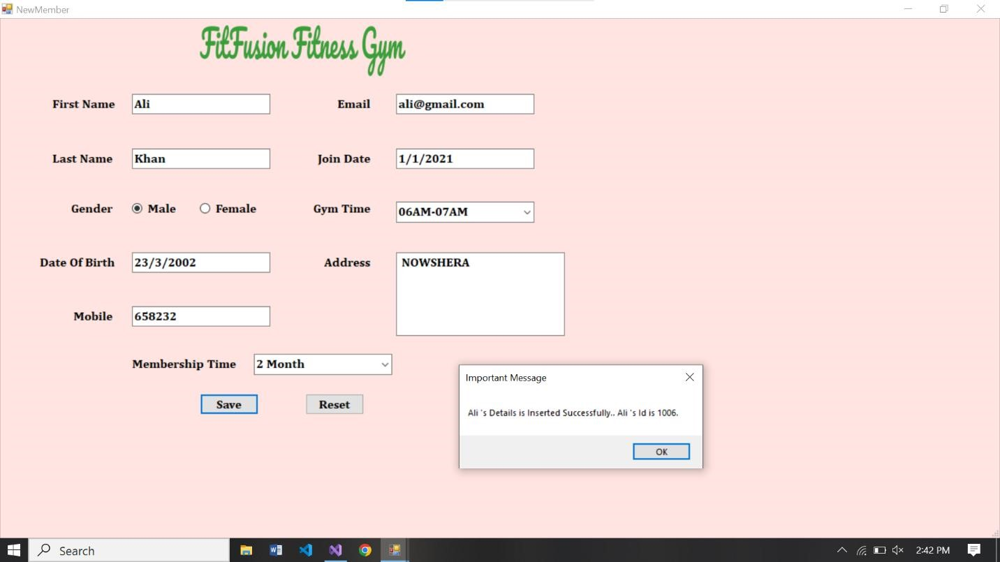 NewMember
FitFusion Fitness Gym
First Name Ali Email ali@gmail.com
Last Name Khan Join Date 1/1/2021
Gender Male Female Gym Time 06AM-07AM
Date Of Birth 23/3/2002 Address NOWSHERA
Mobile 658232
Membership Time 2 Month
Save Reset
Important Message
Ali 's Details is Inserted Successfully.. Ali 's Id is 1006.
OK
Search 2:42 PM